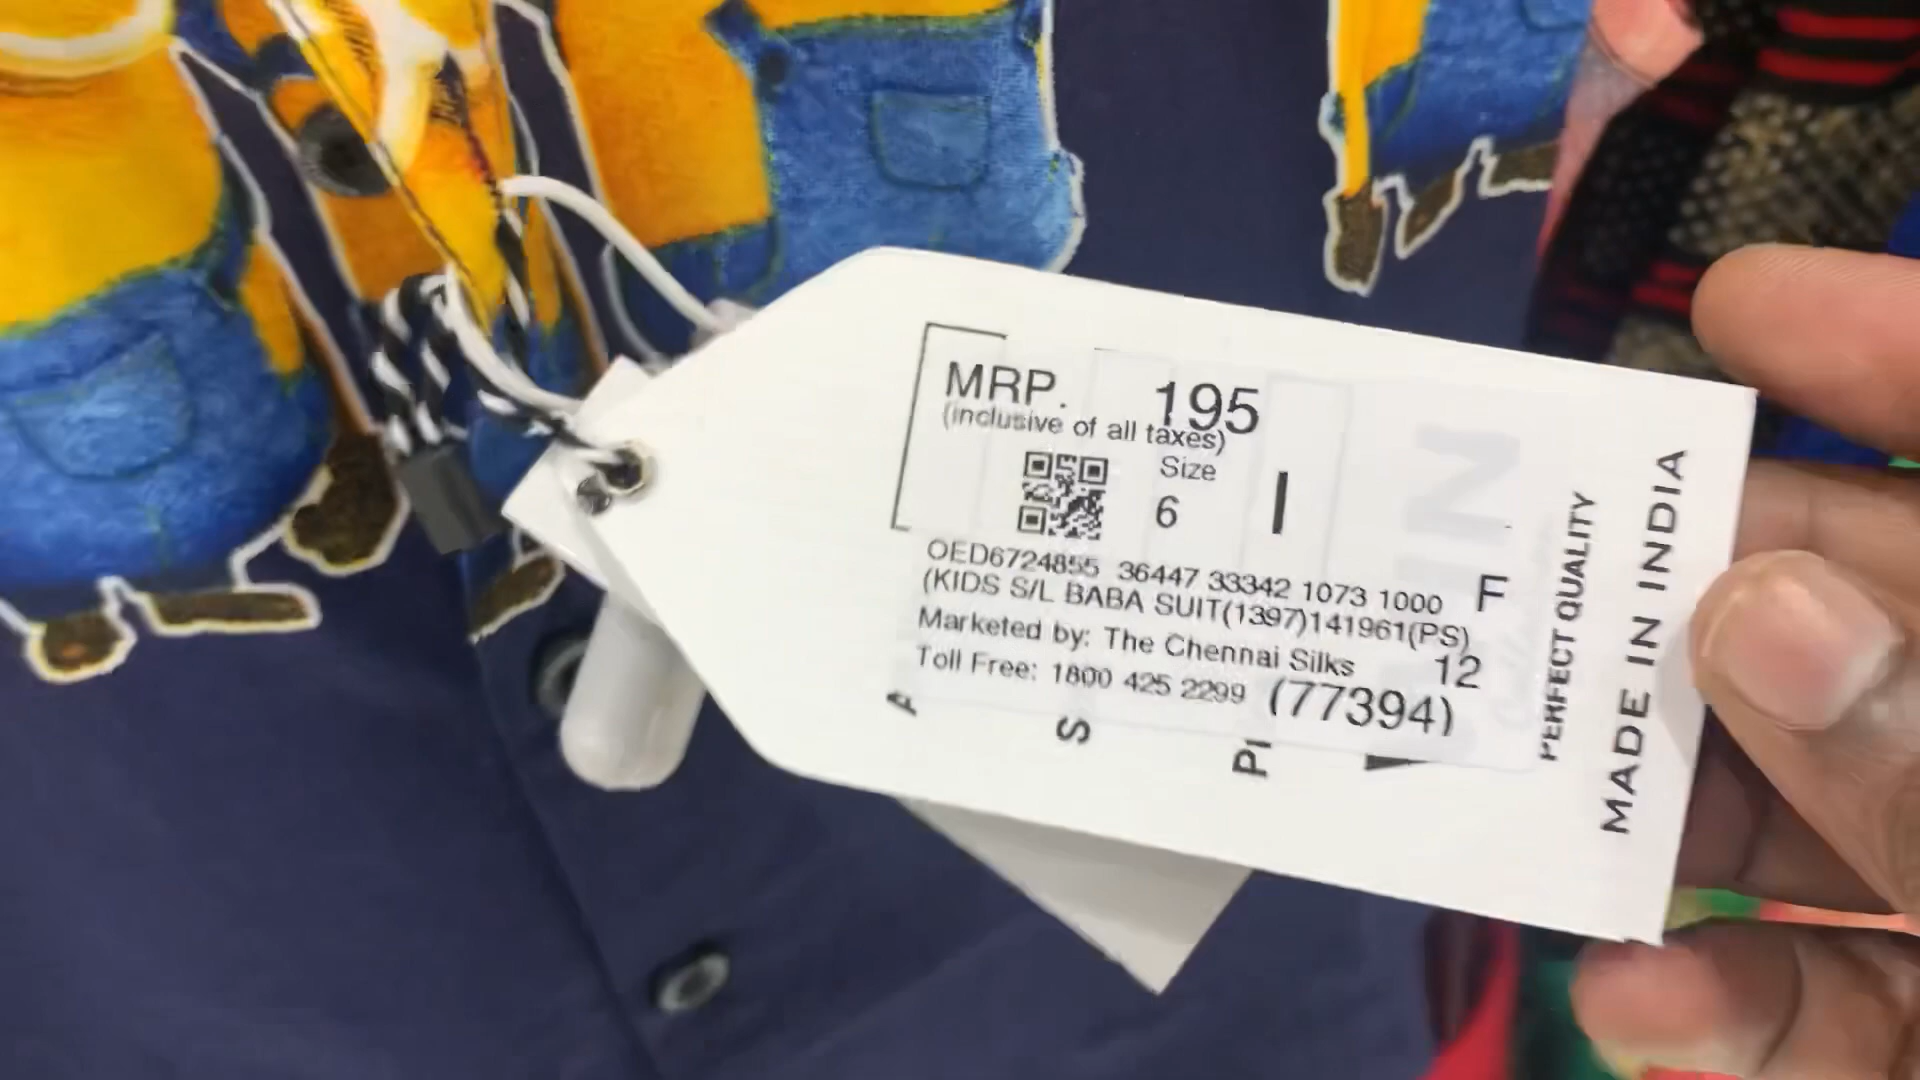 MRP. 195
(inclusive of all taxes)
Size
6
OED6724855 36447 33342 1073 1000 F
(KIDS S/L BABA SUIT(1397)141961(PS)
Marketed by: The Chennai Silks 12
Toll Free: 1800 425 2299 (77394)
PERFECT QUALITY
MADE IN INDIA